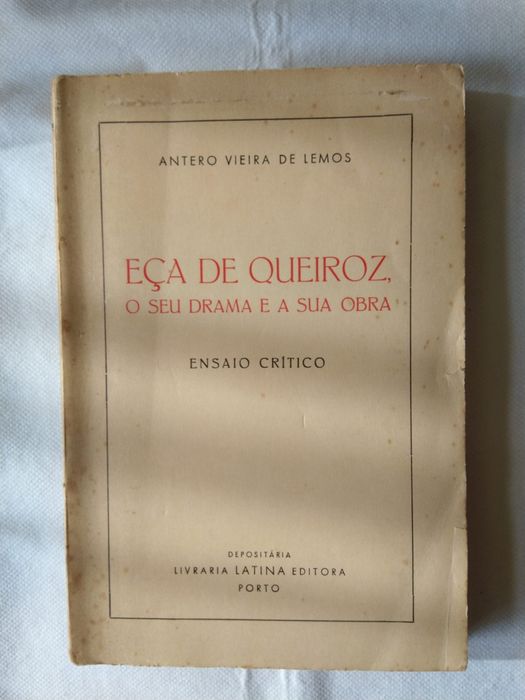 ANTERO VIEIRA DE LEMOS
EÇA DE QUEIROZ,
O SEU DRAMA E A SUA OBRA
ENSAIO CRÍTICO
DEPOSITÁRIA
LIVRARIA LATINA EDITORA
PORTO